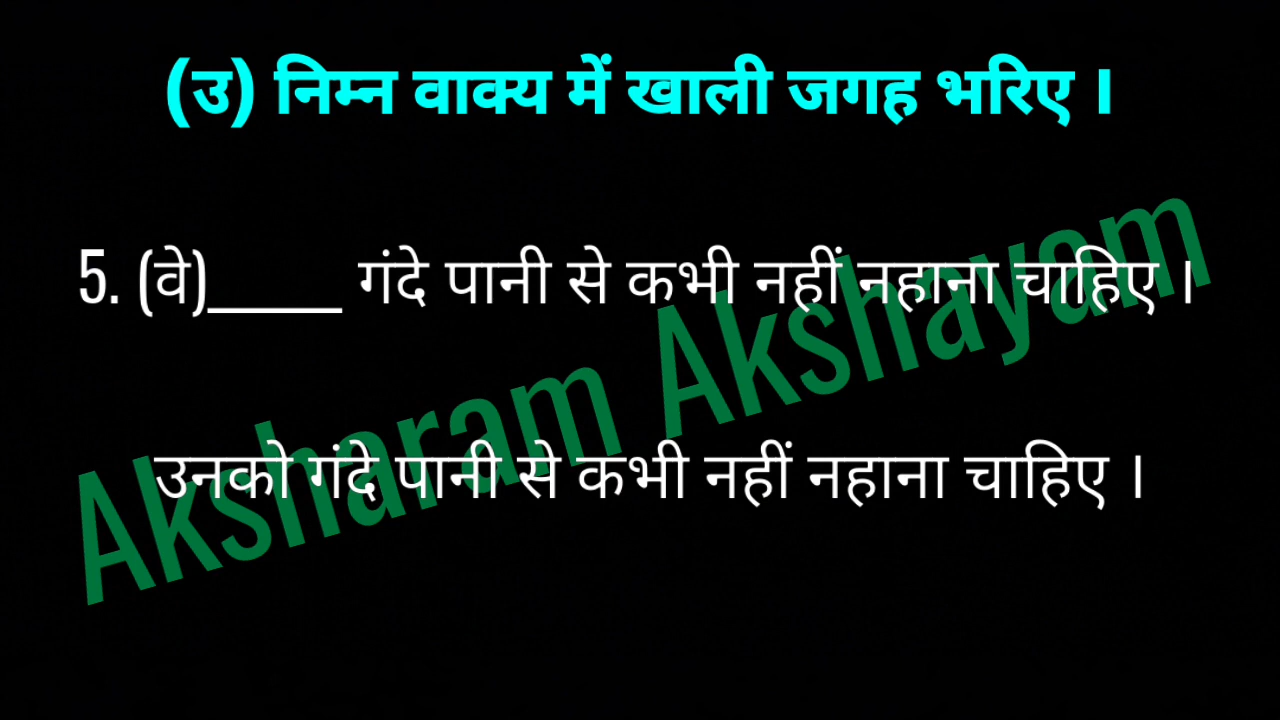 (उ) निम्न वाक्य में खाली जगह भरिए ।
5. (वे)_____ गंदे पानी से कभी नहीं नहाना चाहिए ।
उनको गंदे पानी से कभी नहीं नहाना चाहिए ।
Aksharam Akshayam